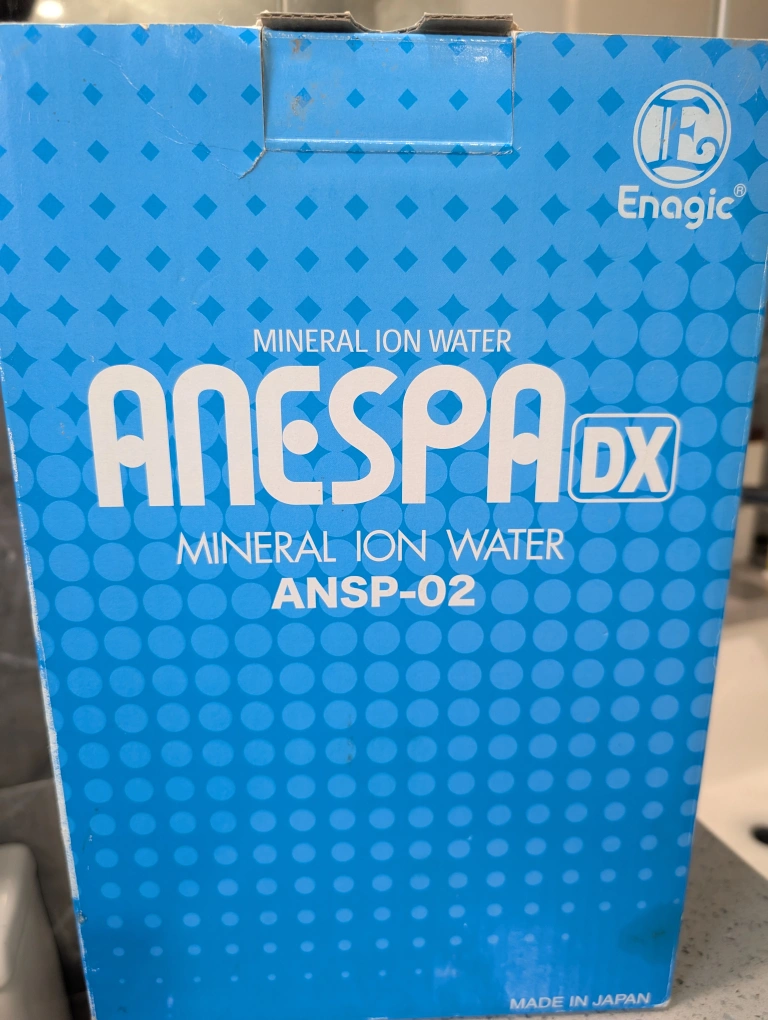 E
Enagic®
MINERAL ION WATER
ANESPA DX
MINERAL ION WATER
ANSP-02
MADE IN JAPAN